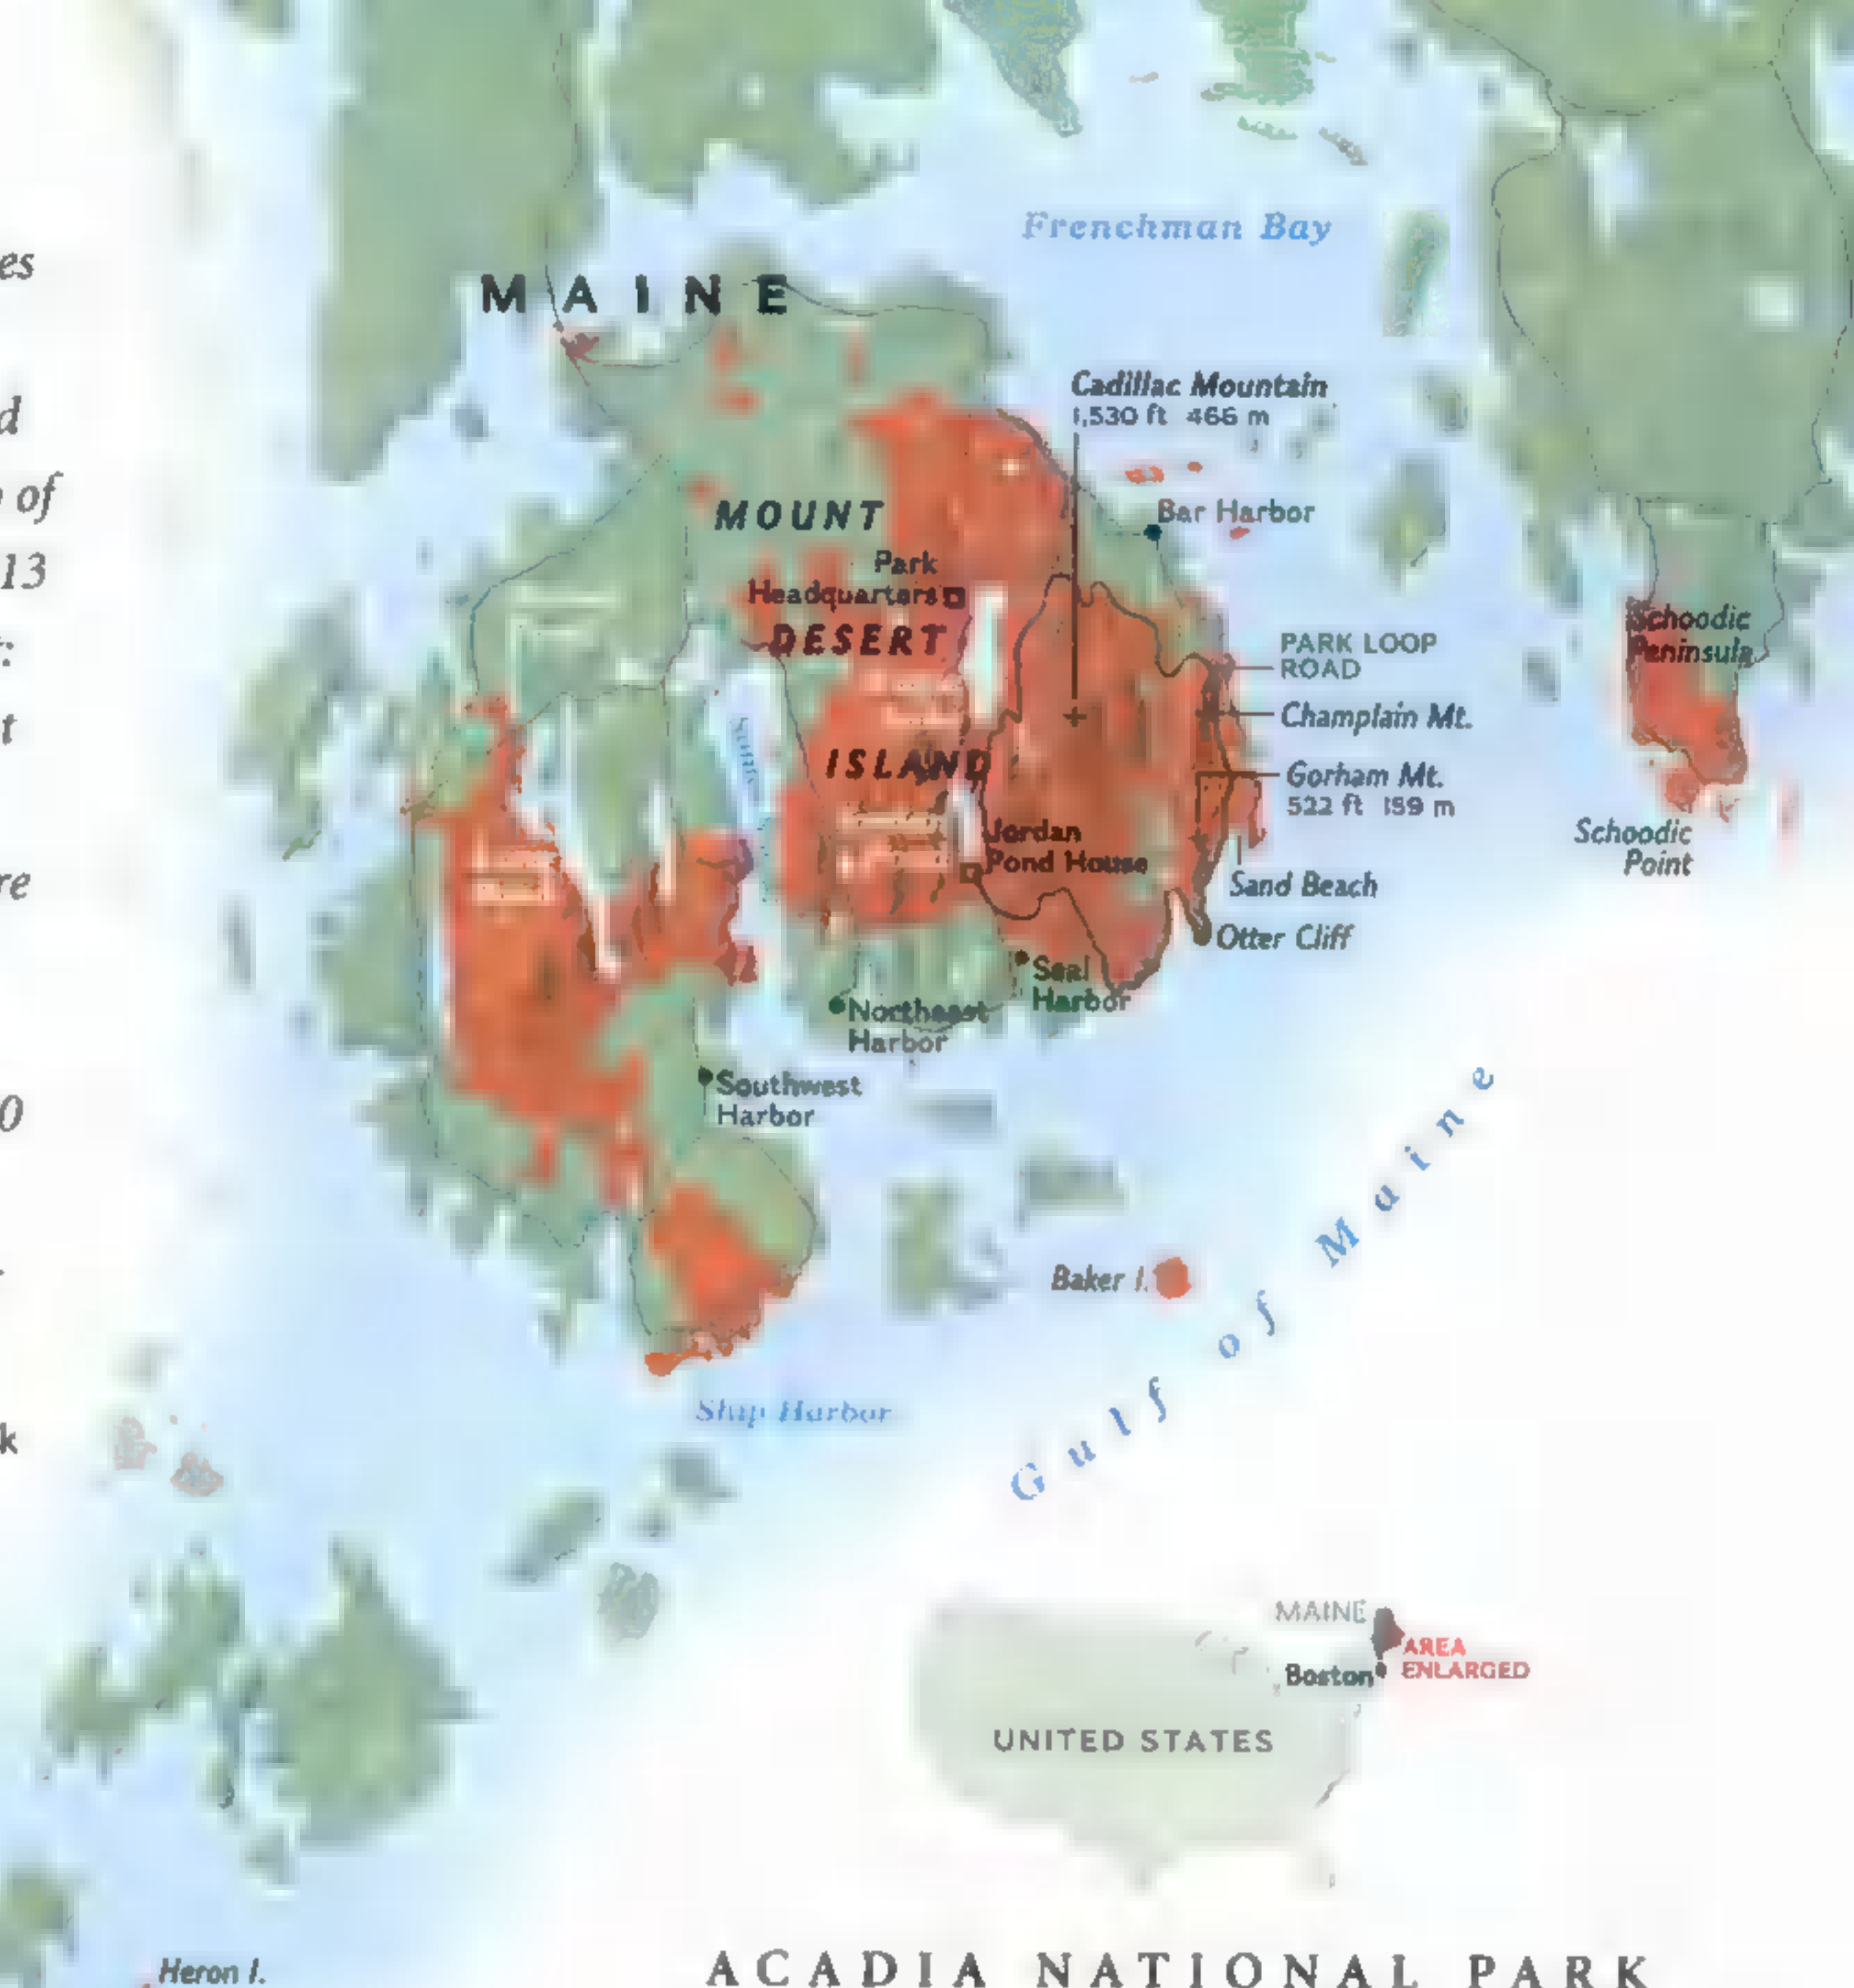 es
d
of
13
:
t
re
0
k
Frenchman Bay
MAINE
Cadillac Mountain
1,530 ft 466 m
MOUNT
Bar Harbor
Park
Headquarters
DESERT
PARK LOOP
ROAD
Schoodic
Peninsula
Champlain Mt.
ISLAND
Gorham Mt.
522 ft 159 m
Jordan
Pond House
Schoodic
Point
Sand Beach
Otter Cliff
Seal
Harbor
Northeast
Harbor
Southwest
Harbor
Baker I.
Gulf of Maine
Ship Harbor
MAINE
AREA
ENLARGED
Boston
UNITED STATES
Heron I.
ACADIA NATIONAL PARK